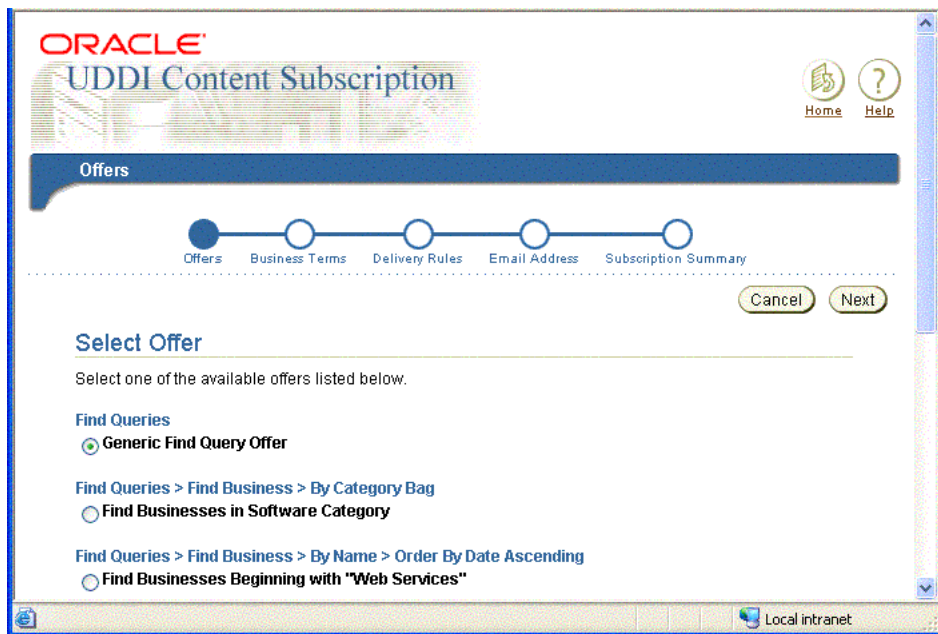 ORACLE
UDDI Content Subscription
Home
Help
Offers
Offers
Business Terms
Delivery Rules
Email Address
Subscription Summary
Cancel
Next
Select Offer
Select one of the available offers listed below.
Find Queries
Generic Find Query Offer
Find Queries > Find Business > By Category Bag
Find Businesses in Software Category
Find Queries > Find Business > By Name > Order By Date Ascending
Find Businesses Beginning with "Web Services"
Local intranet